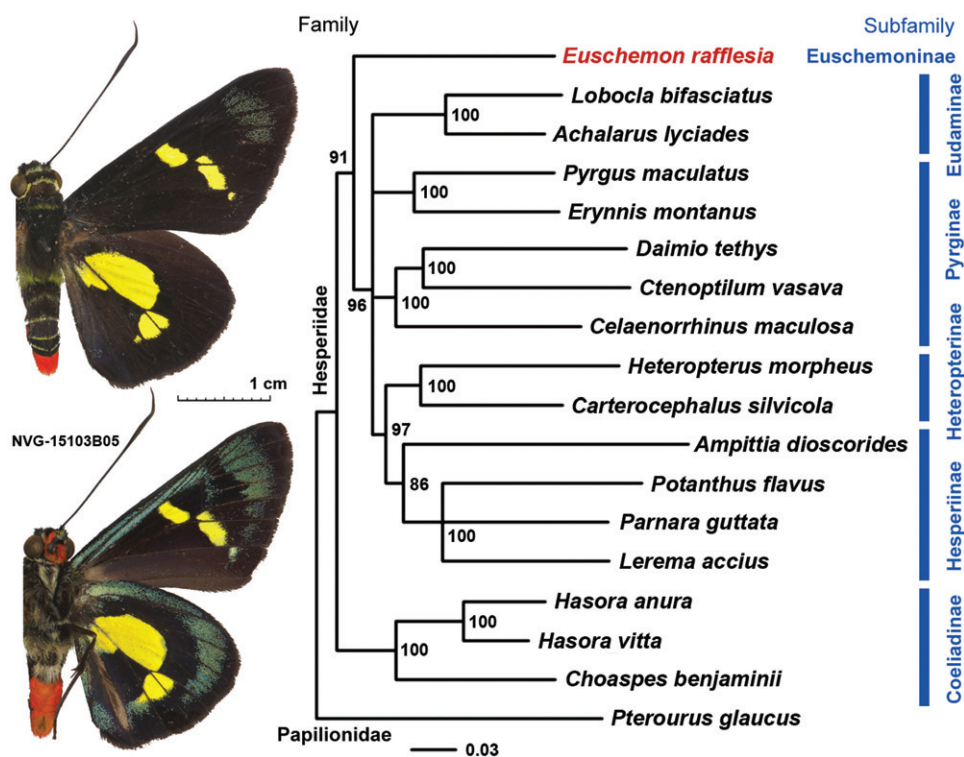 Family
Subfamily
Euschemon rafflesia
Euschemoninae
Lobocla bifasciatus
100
Achalarus lyciades
Eudaminae
91
Pyrgus maculatus
100
Erynnis montanus
Daimio tethys
100
Ctenoptilum vasava
96
100
Celaenorrhinus maculosa
Pyrginae
Hesperiidae
Heteropterus morpheus
100
Carterocephalus silvicola
Heteropterinae
97
Ampittia dioscorides
86
Potanthus flavus
Parnara guttata
100
Lerema accius
Hesperiinae
Hasora anura
100
Hasora vitta
100
Choaspes benjaminii
Coeliadinae
Pterourus glaucus
Papilionidae
0.03
1 cm
NVG-15103B05